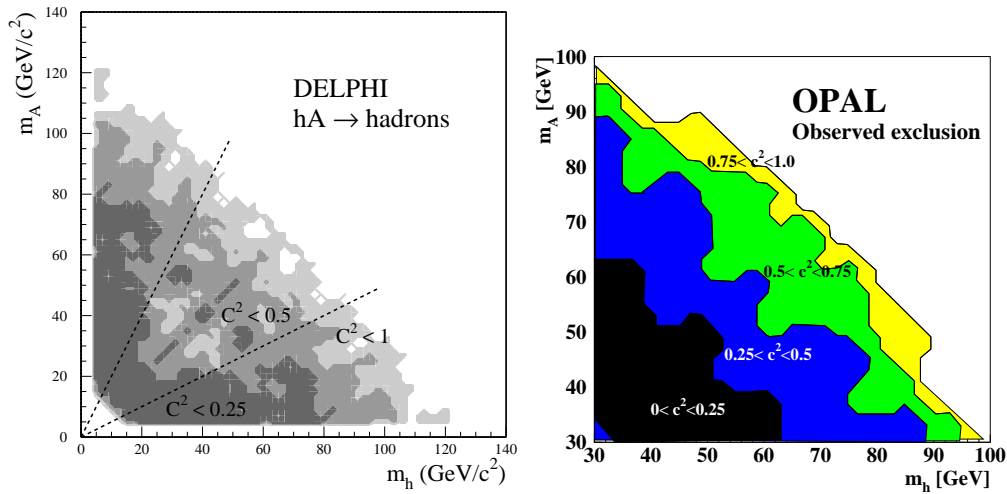 m_A (GeV/c²)
140
120
100
80
60
40
20
0
0 20 40 60 80 100 120 140
m_h (GeV/c²)
DELPHI
hA → hadrons
C² < 0.5
C² < 1
C² < 0.25
m_A [GeV]
100
90
80
70
60
50
40
30
30 40 50 60 70 80 90 100
m_h [GeV]
OPAL
Observed exclusion
0.75< c²<1.0
0.5< c²<0.75
0.25< c²<0.5
0< c²<0.25